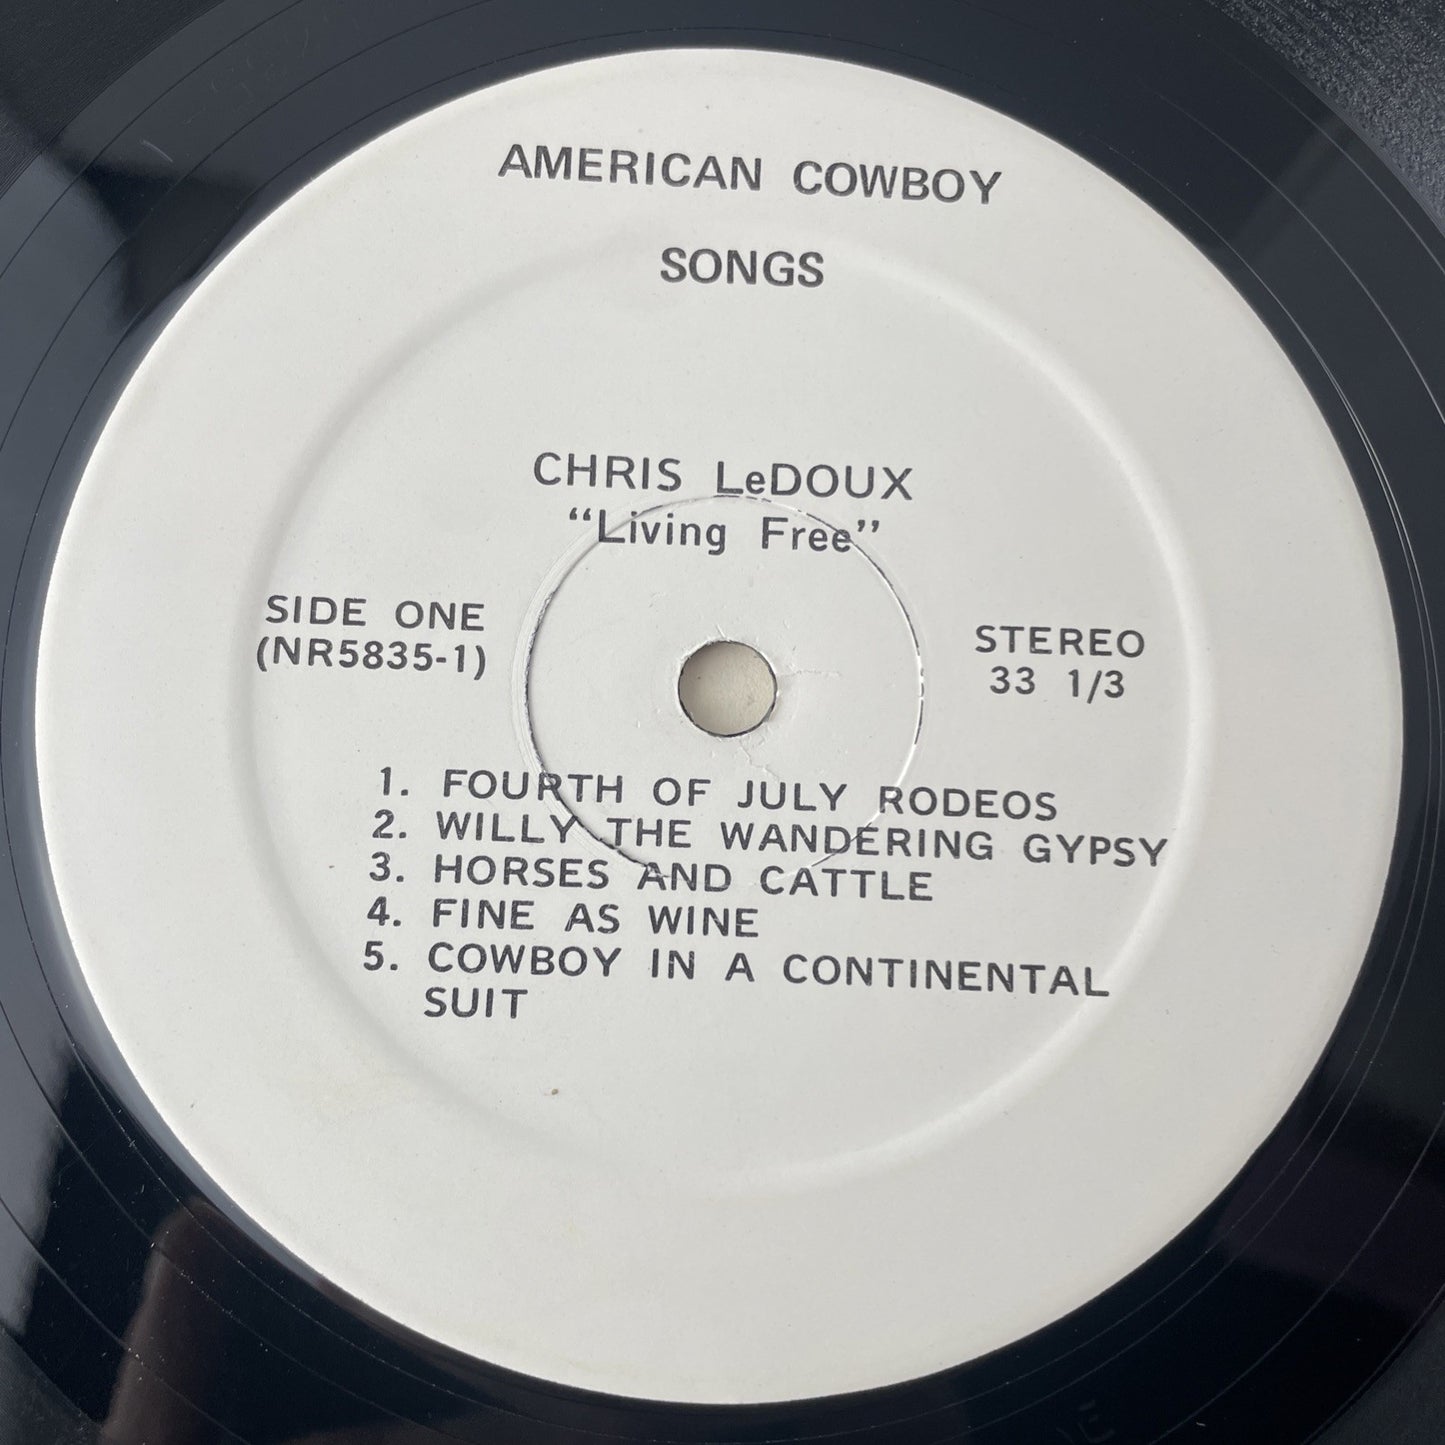 AMERICAN COWBOY
SONGS
CHRIS LeDOUX
“Living Free”
SIDE ONE
(NR5835-1)
STEREO
33 1/3
1. FOURTH OF JULY RODEOS
2. WILLY THE WANDERING GYPSY
3. HORSES AND CATTLE
4. FINE AS WINE
5. COWBOY IN A CONTINENTAL
SUIT